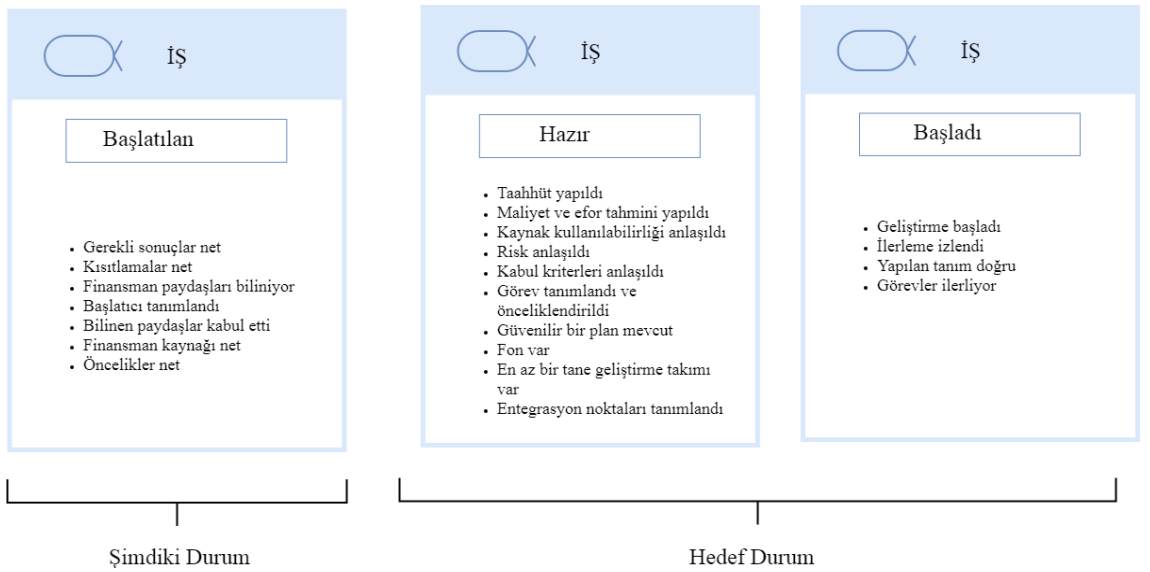 İŞ
Başlatılan
Gerekli sonuçlar net
Kısıtlamalar net
Finansman paydaşları biliniyor
Başlatıcı tanımlandı
Bilinen paydaşlar kabul etti
Finansman kaynağı net
Öncelikler net
İŞ
Hazır
Taahhüt yapıldı
Maliyet ve efor tahmini yapıldı
Kaynak kullanılabilirliği anlaşıldı
Risk anlaşıldı
Kabul kriterleri anlaşıldı
Görev tanımlandı ve
önceliklendirildi
Güvenilir bir plan mevcut
Fon var
En az bir tane geliştirme takımı
var
Entegrasyon noktaları tanımlandı
İŞ
Başladı
Geliştirme başladı
İlerleme izlendi
Yapılan tanım doğru
Görevler ilerliyor
Şimdiki Durum
Hedef Durum